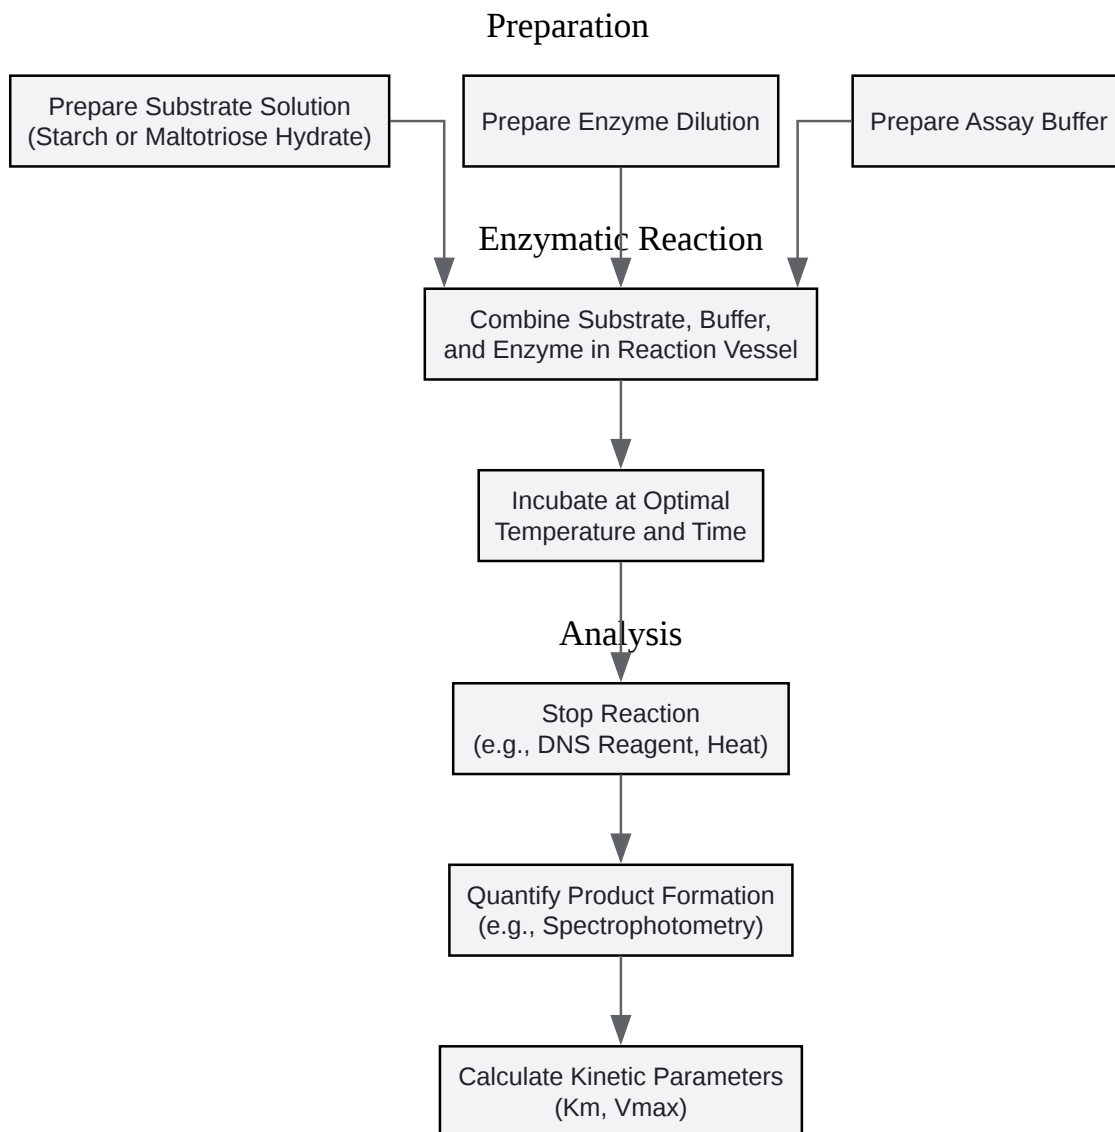 Preparation
Prepare Substrate Solution
(Starch or Maltotriose Hydrate)
Prepare Enzyme Dilution
Prepare Assay Buffer
Enzymatic Reaction
Combine Substrate, Buffer,
and Enzyme in Reaction Vessel
Incubate at Optimal
Temperature and Time
Analysis
Stop Reaction
(e.g., DNS Reagent, Heat)
Quantify Product Formation
(e.g., Spectrophotometry)
Calculate Kinetic Parameters
(Km, Vmax)